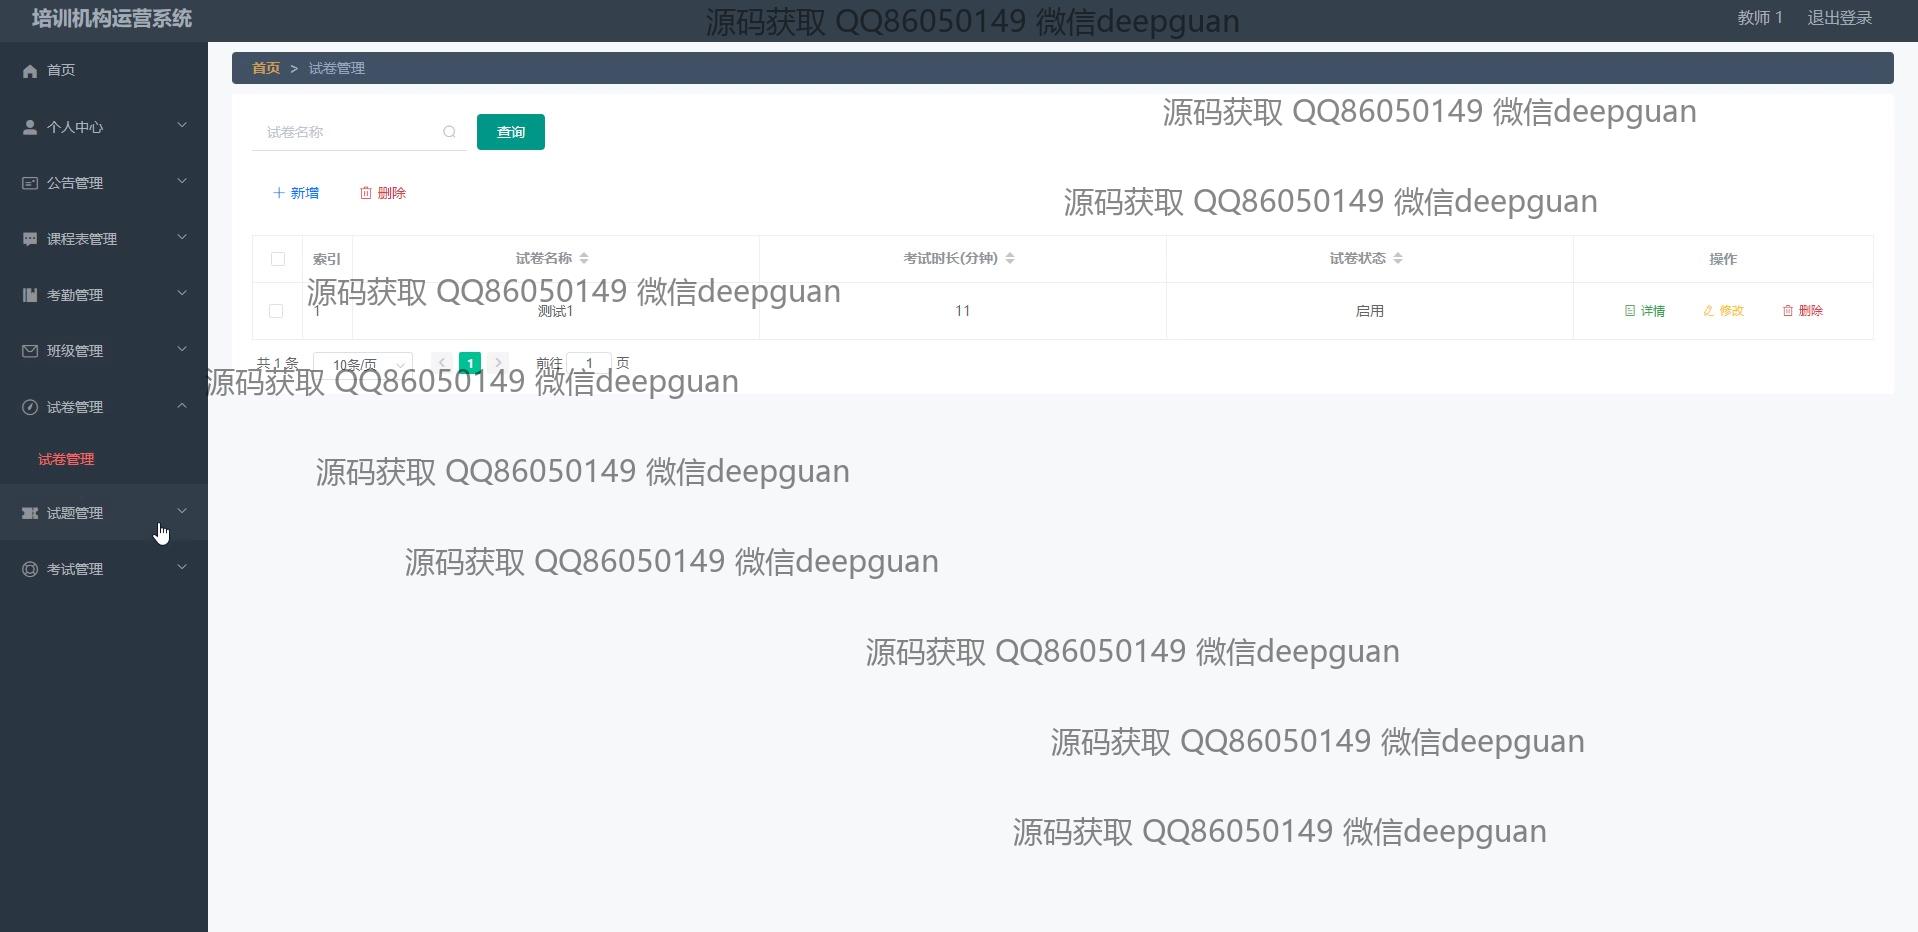 培训机构运营系统
源码获取 QQ86050149 微信deepguan
教师 1 退出登录
首页
个人中心
公告管理
课程表管理
考勤管理
班级管理
试卷管理
试卷管理
试题管理
考试管理
首页 > 试卷管理
源码获取 QQ86050149 微信deepguan
试卷名称 查询
新增 删除
源码获取 QQ86050149 微信deepguan
索引 试卷名称 考试时长(分钟) 试卷状态 操作
源码获取 QQ86050149 微信deepguan
1 测试1 11 启用 详情 修改 删除
共 1 条 10条/页 1 前往 1 页
源码获取 QQ86050149 微信deepguan
源码获取 QQ86050149 微信deepguan
源码获取 QQ86050149 微信deepguan
源码获取 QQ86050149 微信deepguan
源码获取 QQ86050149 微信deepguan
源码获取 QQ86050149 微信deepguan